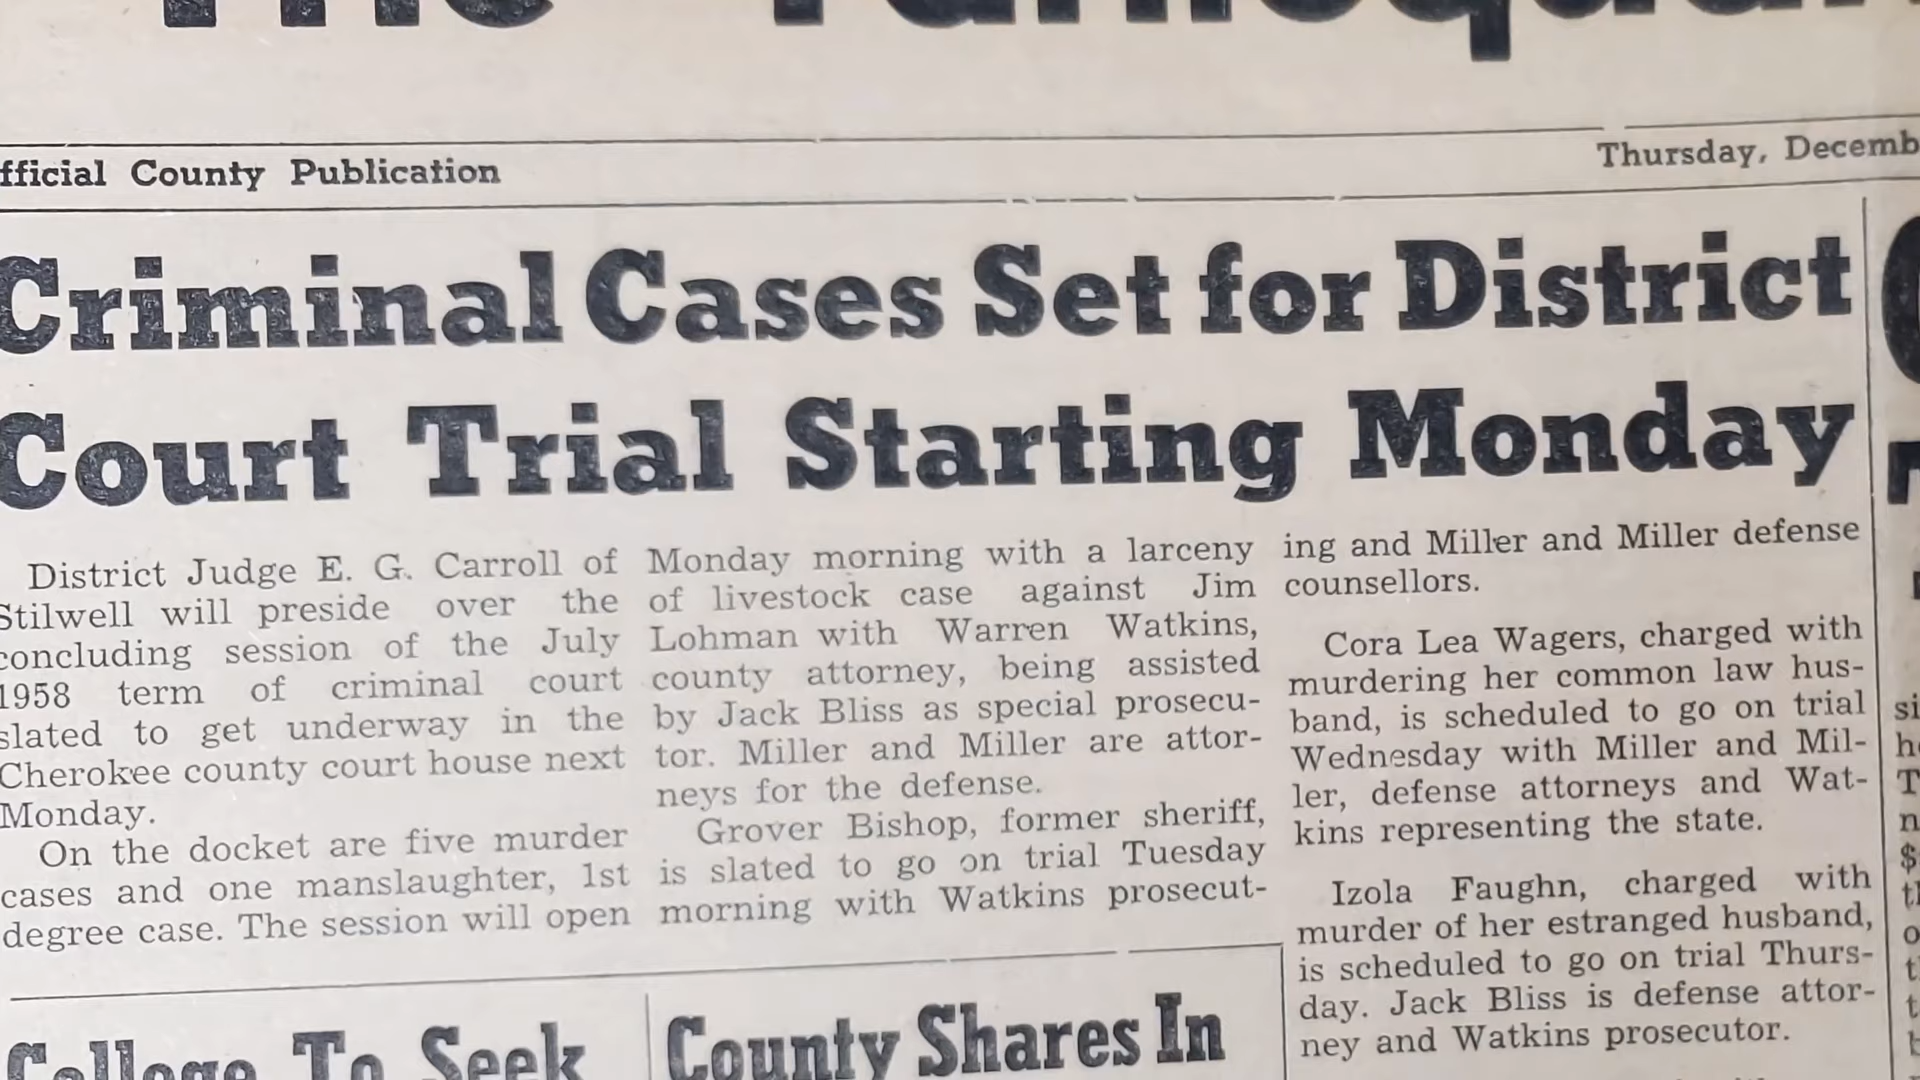 The
fficial County Publication
Thursday, Decemb
Criminal Cases Set for District
Court Trial Starting Monday
District Judge E. G. Carroll of
Stilwell will preside over the
concluding session of the July
1958 term of criminal court
slated to get underway in the
Cherokee county court house next
Monday.
On the docket are five murder
cases and one manslaughter, 1st
degree case. The session will open
Monday morning with a larceny
of livestock case against Jim
Lohman with Warren Watkins,
county attorney, being assisted
by Jack Bliss as special prosecu-
tor. Miller and Miller are attor-
neys for the defense.
Grover Bishop, former sheriff,
is slated to go on trial Tuesday
morning with Watkins prosecut-
ing and Miller and Miller defense
counsellors.
Cora Lea Wagers, charged with
murdering her common law hus-
band, is scheduled to go on trial
Wednesday with Miller and Mil-
ler, defense attorneys and Wat-
kins representing the state.
Izola Faughn, charged with
murder of her estranged husband,
is scheduled to go on trial Thurs-
day. Jack Bliss is defense attor-
ney and Watkins prosecutor.
College To Seek
County Shares In